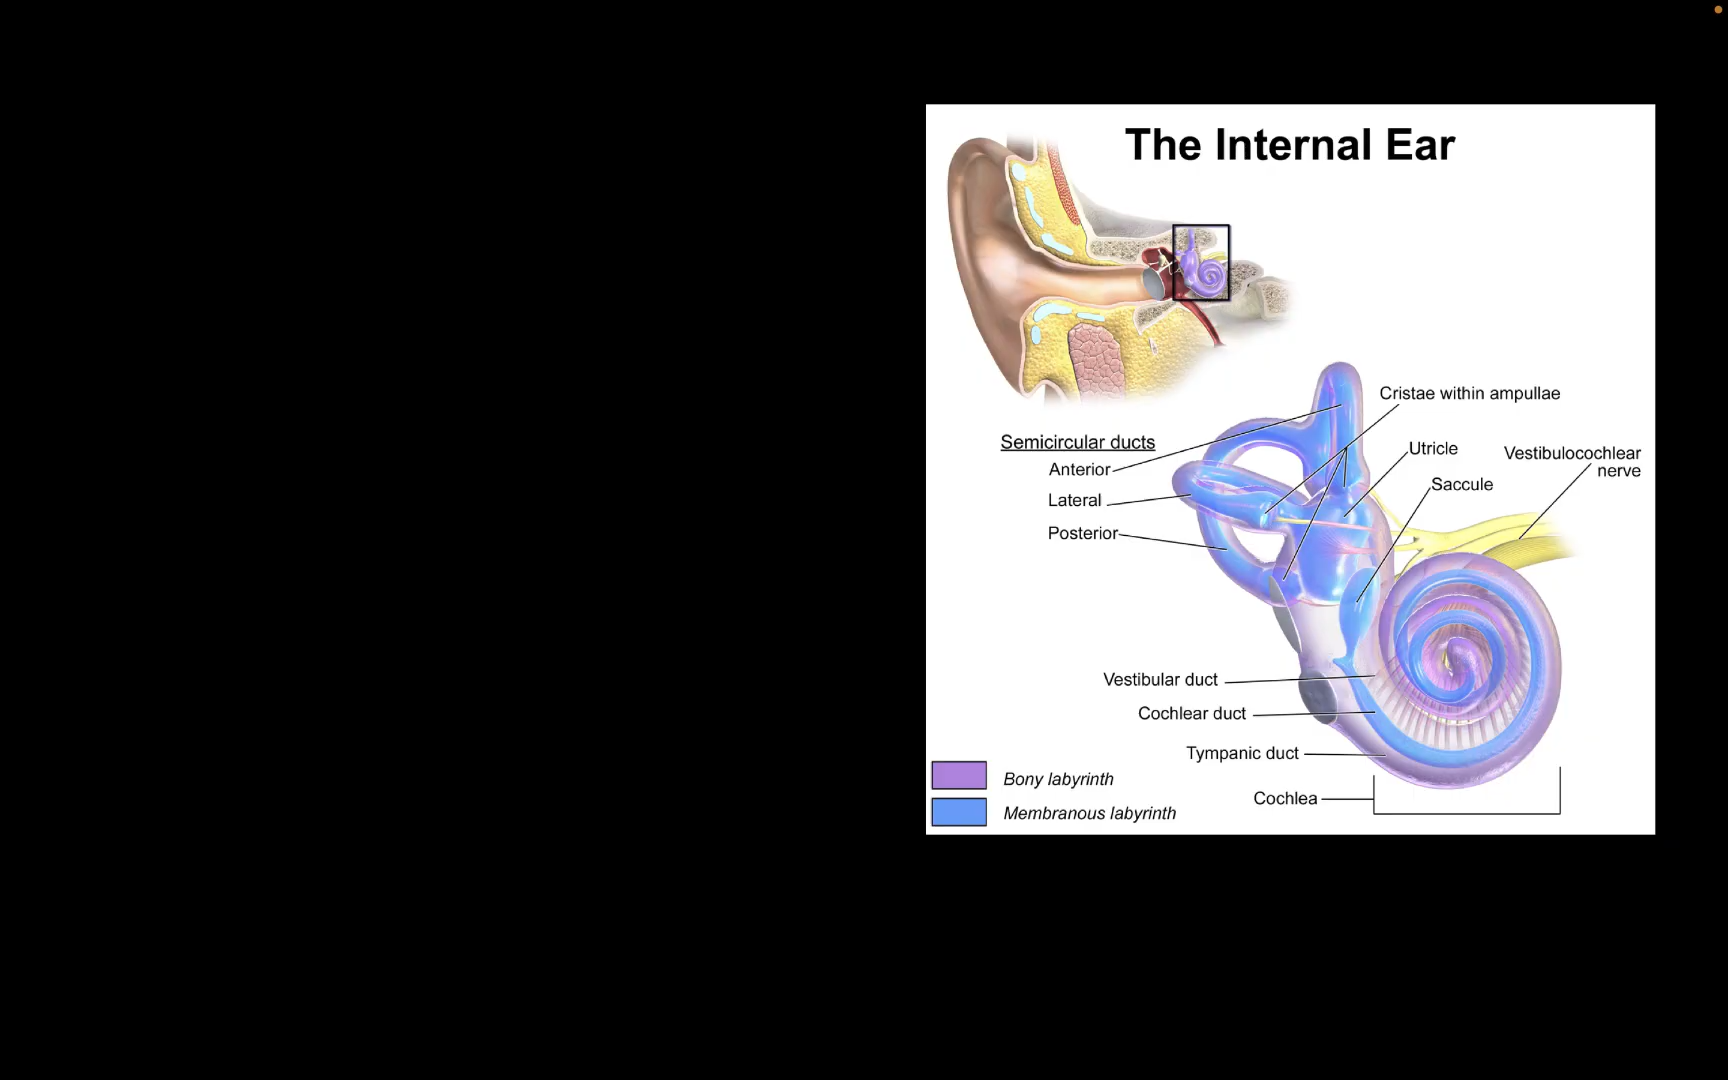 The Internal Ear
Cristae within ampullae
Semicircular ducts
Anterior
Lateral
Posterior
Utricle
Saccule
Vestibulocochlear
nerve
Vestibular duct
Cochlear duct
Tympanic duct
Cochlea
Bony labyrinth
Membranous labyrinth